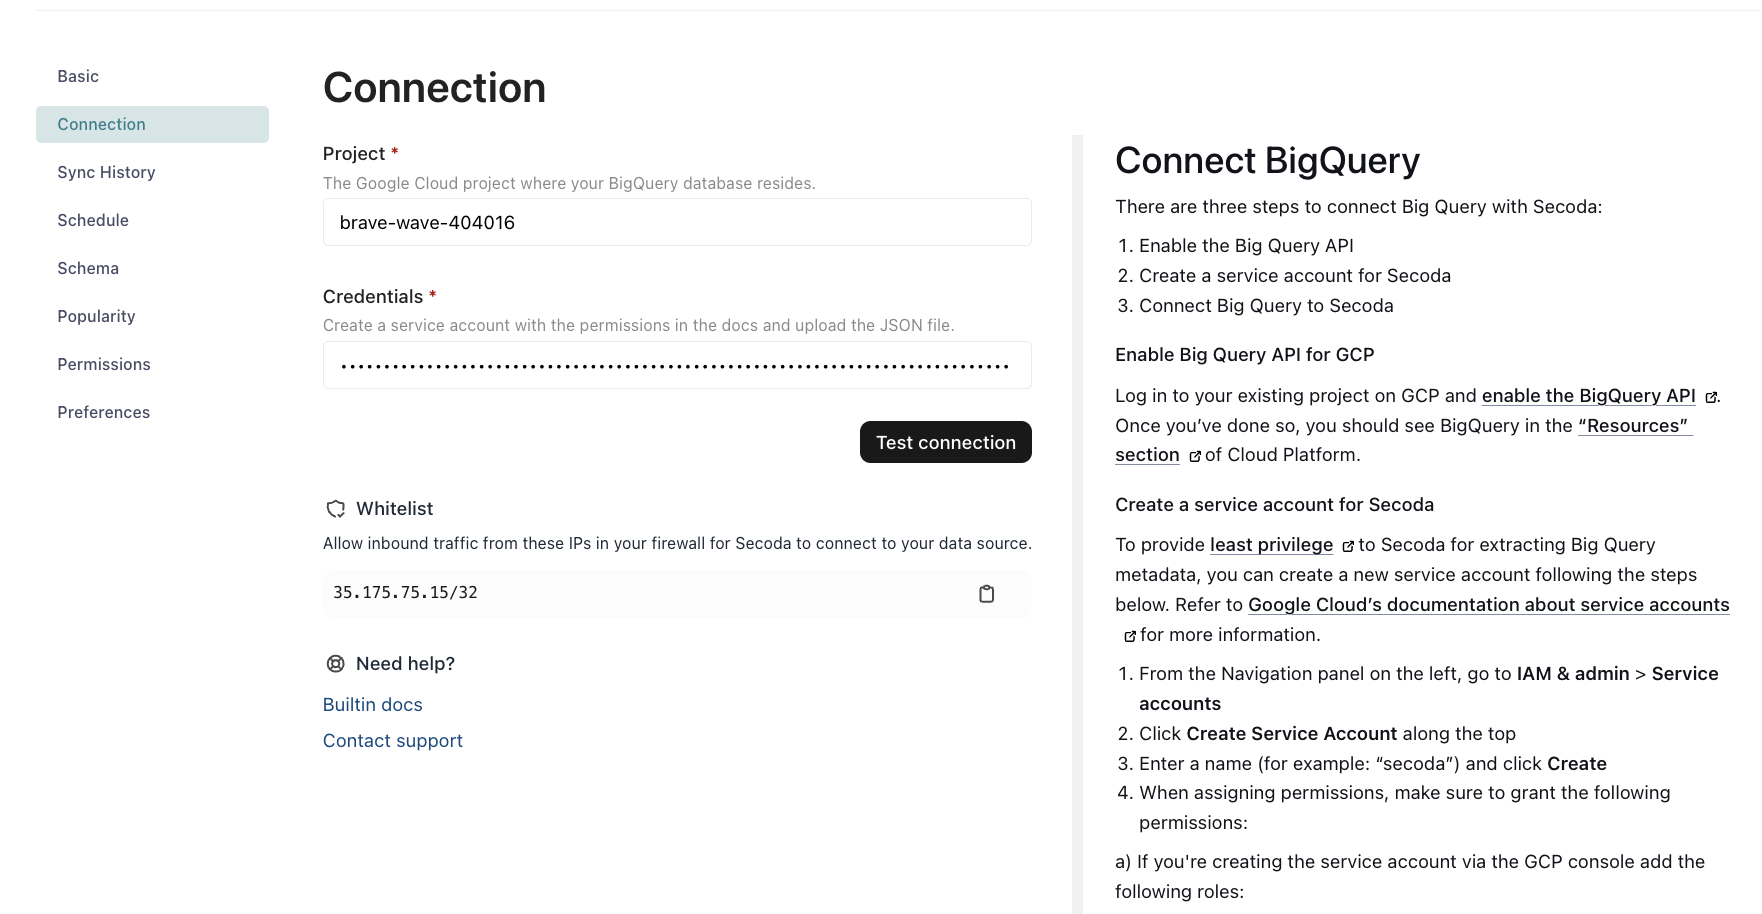 Basic
Connection
Sync History
Schedule
Schema
Popularity
Permissions
Preferences
Connection
Project *
The Google Cloud project where your BigQuery database resides.
brave-wave-404016
Credentials *
Create a service account with the permissions in the docs and upload the JSON file.
Test connection
Whitelist
Allow inbound traffic from these IPs in your firewall for Secoda to connect to your data source.
35.175.75.15/32
Need help?
Builtin docs
Contact support
Connect BigQuery
There are three steps to connect Big Query with Secoda:
1. Enable the Big Query API
2. Create a service account for Secoda
3. Connect Big Query to Secoda
Enable Big Query API for GCP
Log in to your existing project on GCP and enable the BigQuery API .
Once you’ve done so, you should see BigQuery in the “Resources”
section of Cloud Platform.
Create a service account for Secoda
To provide least privilege to Secoda for extracting Big Query
metadata, you can create a new service account following the steps
below. Refer to Google Cloud’s documentation about service accounts
for more information.
1. From the Navigation panel on the left, go to IAM & admin > Service
accounts
2. Click Create Service Account along the top
3. Enter a name (for example: “secoda”) and click Create
4. When assigning permissions, make sure to grant the following
permissions:
a) If you're creating the service account via the GCP console add the
following roles: